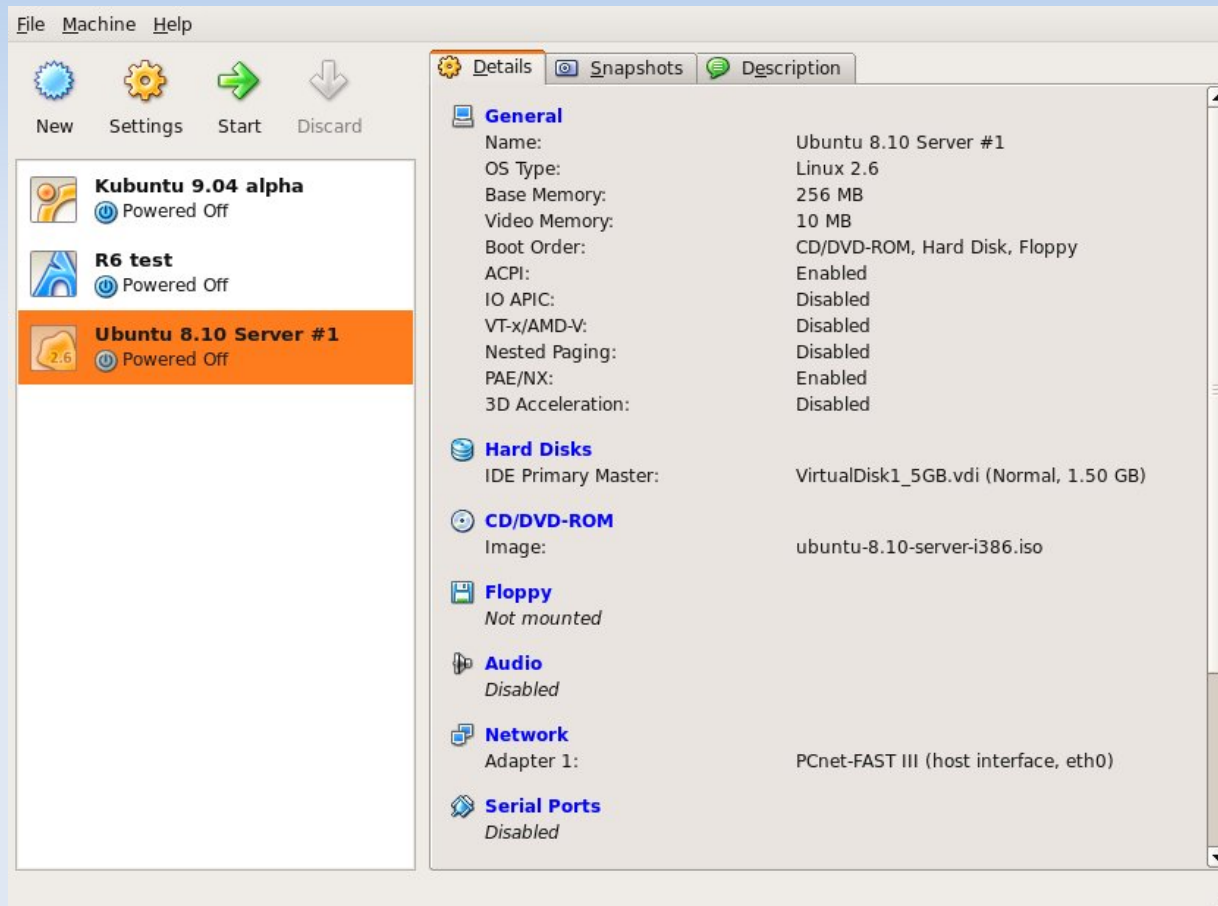 File Machine Help
New Settings Start Discard
Kubuntu 9.04 alpha
Powered Off
R6 test
Powered Off
2.6
Ubuntu 8.10 Server #1
Powered Off
Details Snapshots Description
General
Name: Ubuntu 8.10 Server #1
OS Type: Linux 2.6
Base Memory: 256 MB
Video Memory: 10 MB
Boot Order: CD/DVD-ROM, Hard Disk, Floppy
ACPI: Enabled
IO APIC: Disabled
VT-x/AMD-V: Disabled
Nested Paging: Disabled
PAE/NX: Enabled
3D Acceleration: Disabled
Hard Disks
IDE Primary Master: VirtualDisk1_5GB.vdi (Normal, 1.50 GB)
CD/DVD-ROM
Image: ubuntu-8.10-server-i386.iso
Floppy
Not mounted
Audio
Disabled
Network
Adapter 1: PCnet-FAST III (host interface, eth0)
Serial Ports
Disabled